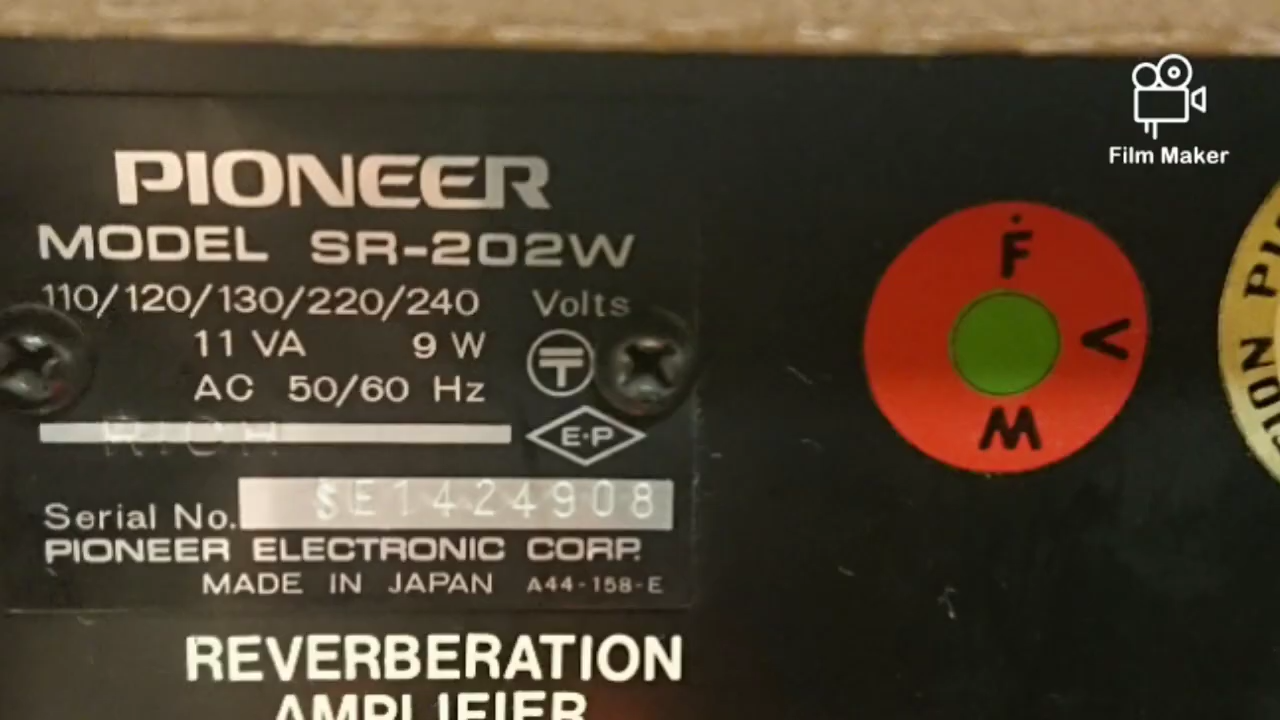 PIONEER
MODEL SR-202W
110/120/130/220/240 Volts
11 VA 9 W
AC 50/60 Hz
E·P
RICH
Serial No. SE1424908
PIONEER ELECTRONIC CORP.
MADE IN JAPAN A44-158-E
REVERBERATION
AMPLIFIER
F
V
M
Film Maker